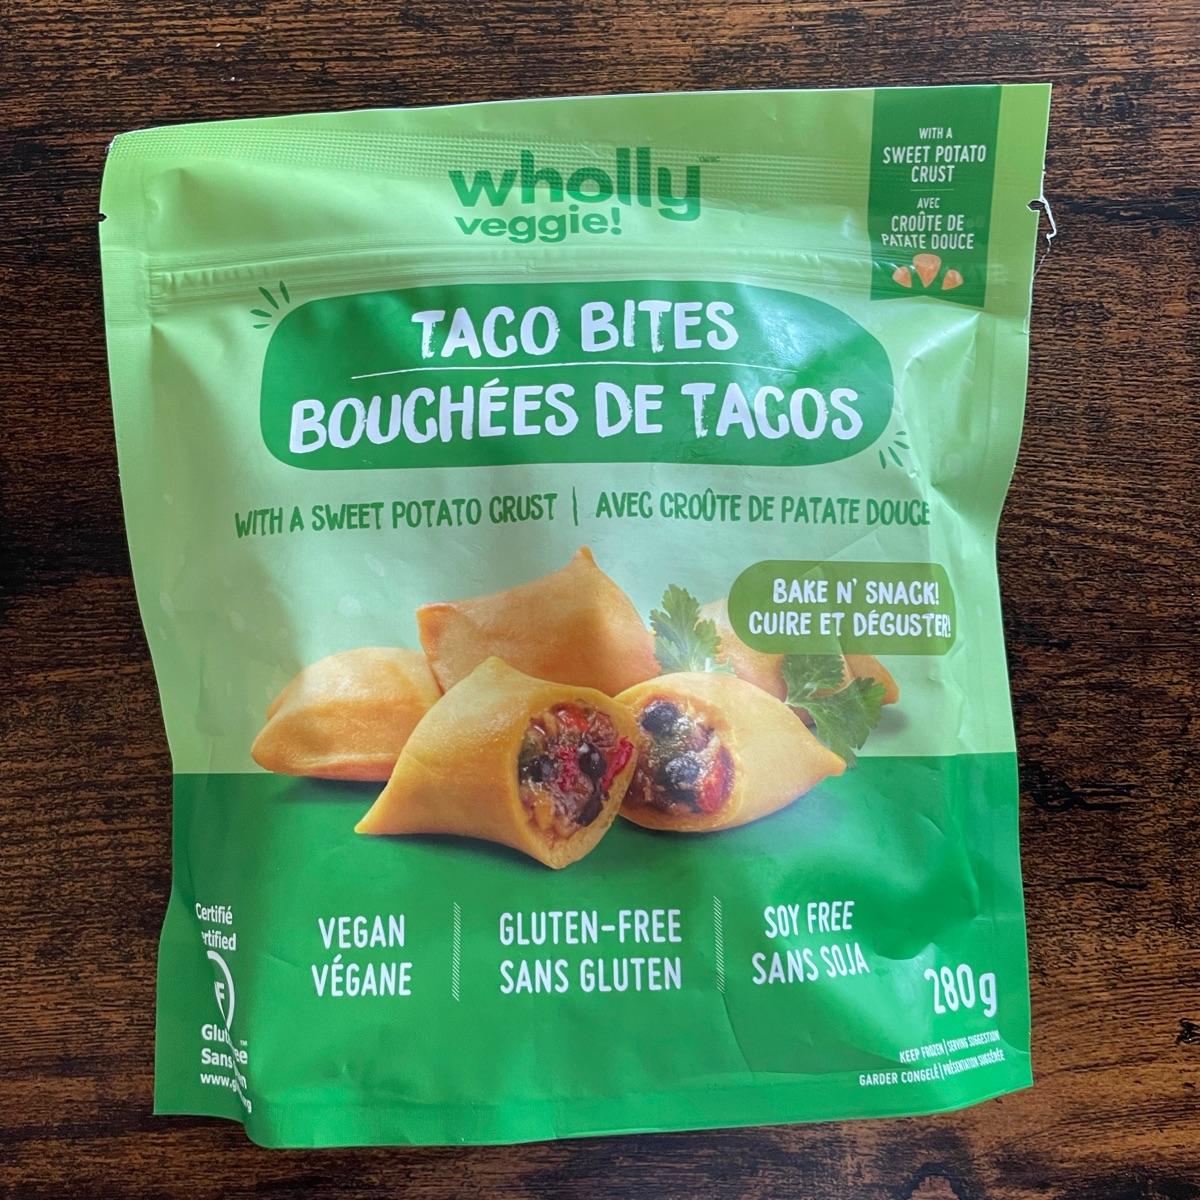 wholly
veggie!
WITH A
SWEET POTATO
CRUST
AVEC
CROÛTE DE
PATATE DOUCE
TACO BITES
BOUCHÉES DE TACOS
WITH A SWEET POTATO CRUST | AVEC CROÛTE DE PATATE DOUCE
BAKE N' SNACK!
CUIRE ET DÉGUSTER!
Certifié
VEGAN
VÉGANE
GLUTEN-FREE
SANS GLUTEN
SOY FREE
SANS SOJA
280g
KEEP FROZEN | SERVING SUGGESTION
GARDER CONGELÉ | PRÉSENTATION SUGGÉRÉE
Sans